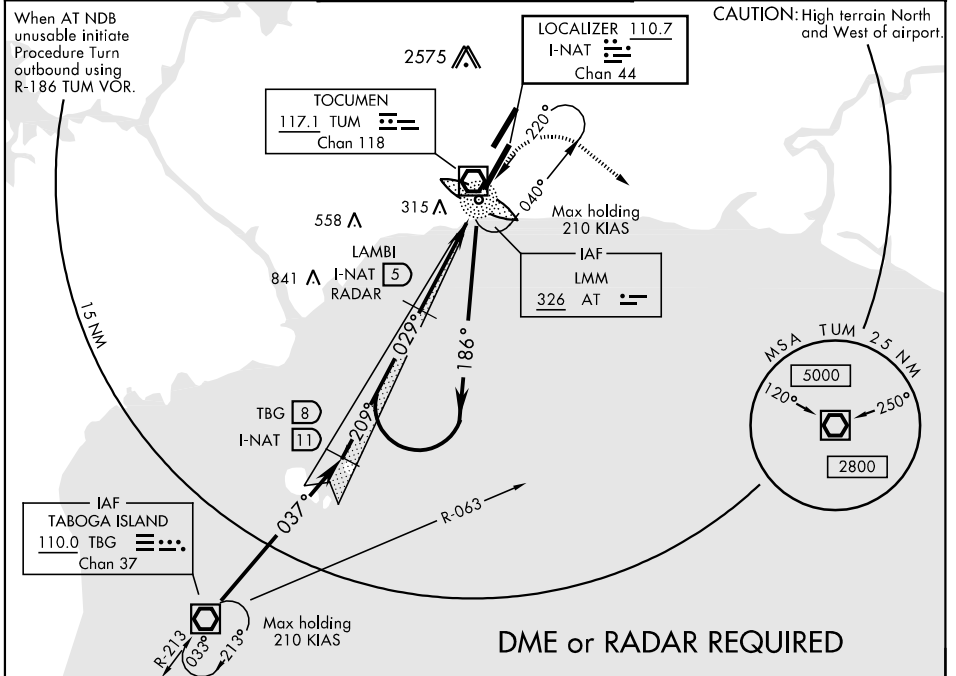 When AT NDB
unusable initiate
Procedure Turn
outbound using
R-186 TUM VOR.
CAUTION: High terrain North
and West of airport.
LOCALIZER 110.7
I-NAT
Chan 44
2575
TOCUMEN
117.1 TUM
Chan 118
220°
040°
Max holding
210 KIAS
315
558
841
LAMBI
I-NAT 5
RADAR
IAF
LMM
326 AT
15 NM
029°
186°
209°
TBG 8
I-NAT 11
MSA TUM 25 NM
5000
120°
250°
2800
037°
R-063
IAF
TABOGA ISLAND
110.0 TBG
Chan 37
R-213
033°
213°
Max holding
210 KIAS
DME or RADAR REQUIRED